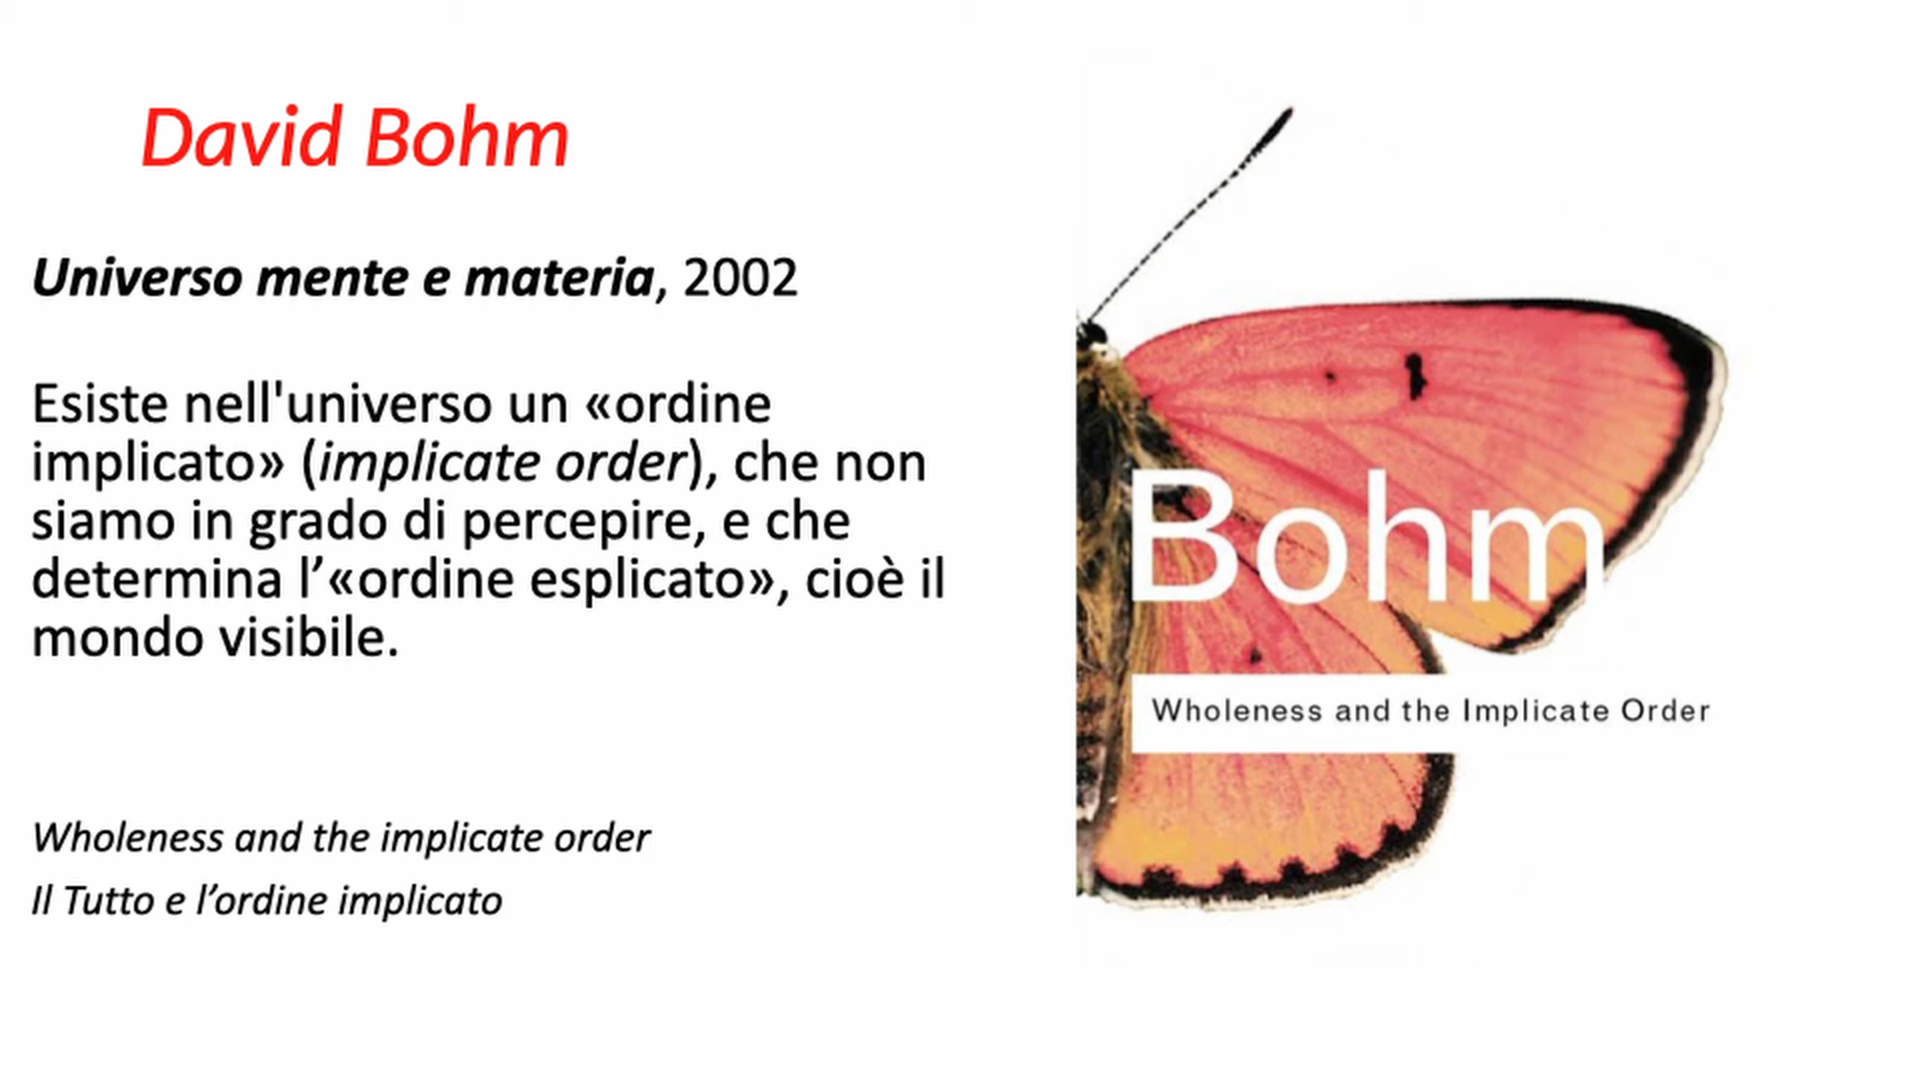 David Bohm
Universo mente e materia, 2002
Esiste nell'universo un «ordine
implicato» (implicate order), che non
siamo in grado di percepire, e che
determina l’«ordine esplicato», cioè il
mondo visibile.
Wholeness and the implicate order
Il Tutto e l’ordine implicato
Bohm
Wholeness and the Implicate Order